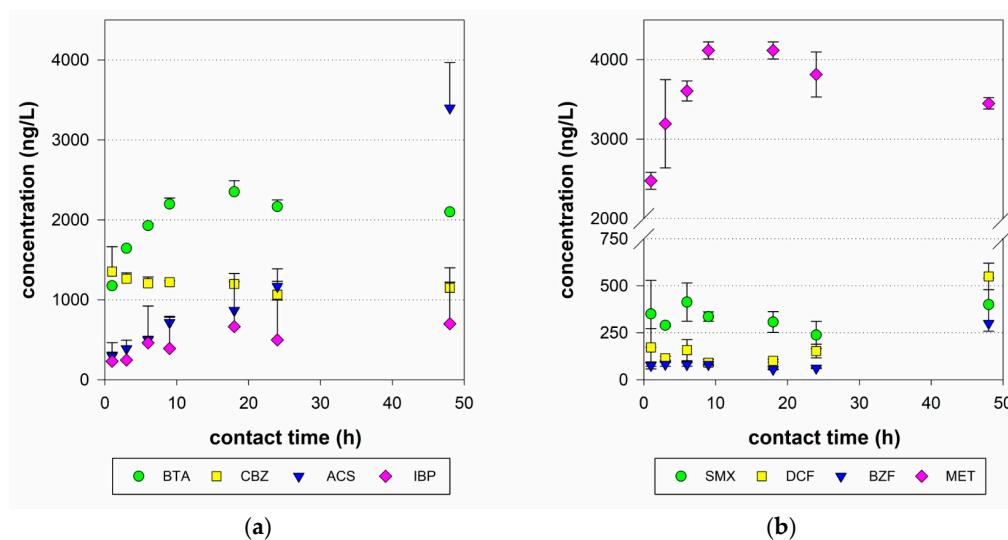 4000
3000
2000
1000
0
concentration (ng/L)
0 10 20 30 40 50
contact time (h)
BTA CBZ ACS IBP
(a)
4000
3000
2000
750
500
250
0
concentration (ng/L)
0 10 20 30 40 50
contact time (h)
SMX DCF BZF MET
(b)